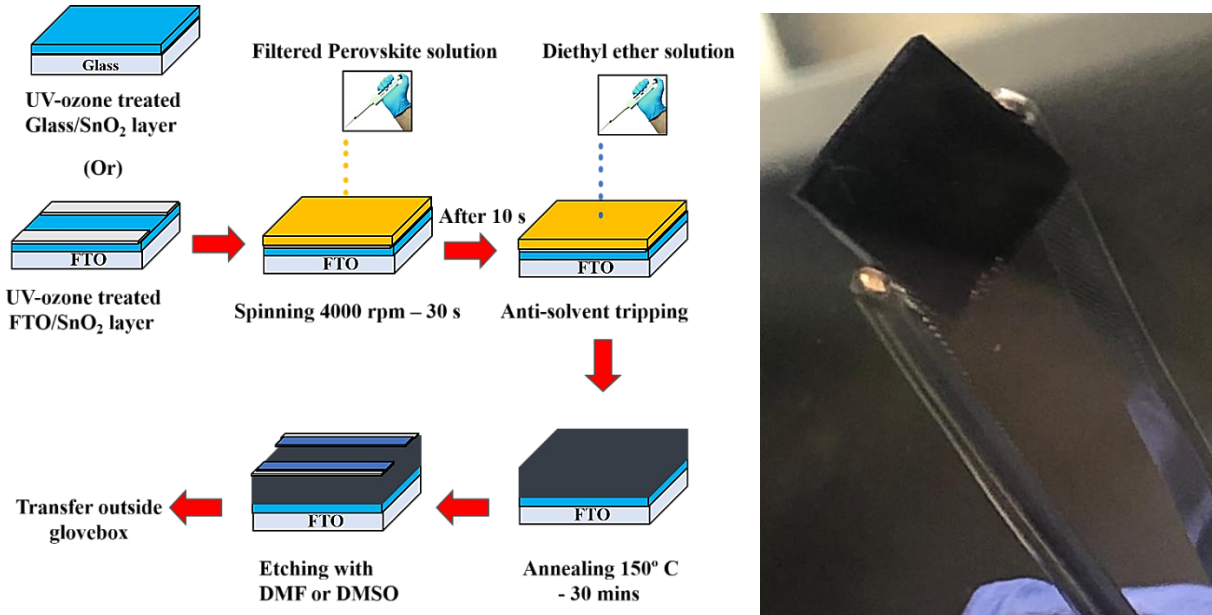 Glass
UV-ozone treated
Glass/SnO₂ layer
(Or)
FTO
UV-ozone treated
FTO/SnO₂ layer
Filtered Perovskite solution
FTO
Spinning 4000 rpm – 30 s
After 10 s
Diethyl ether solution
FTO
Anti-solvent tripping
FTO
Annealing 150º C
- 30 mins
FTO
Etching with
DMF or DMSO
Transfer outside
glovebox